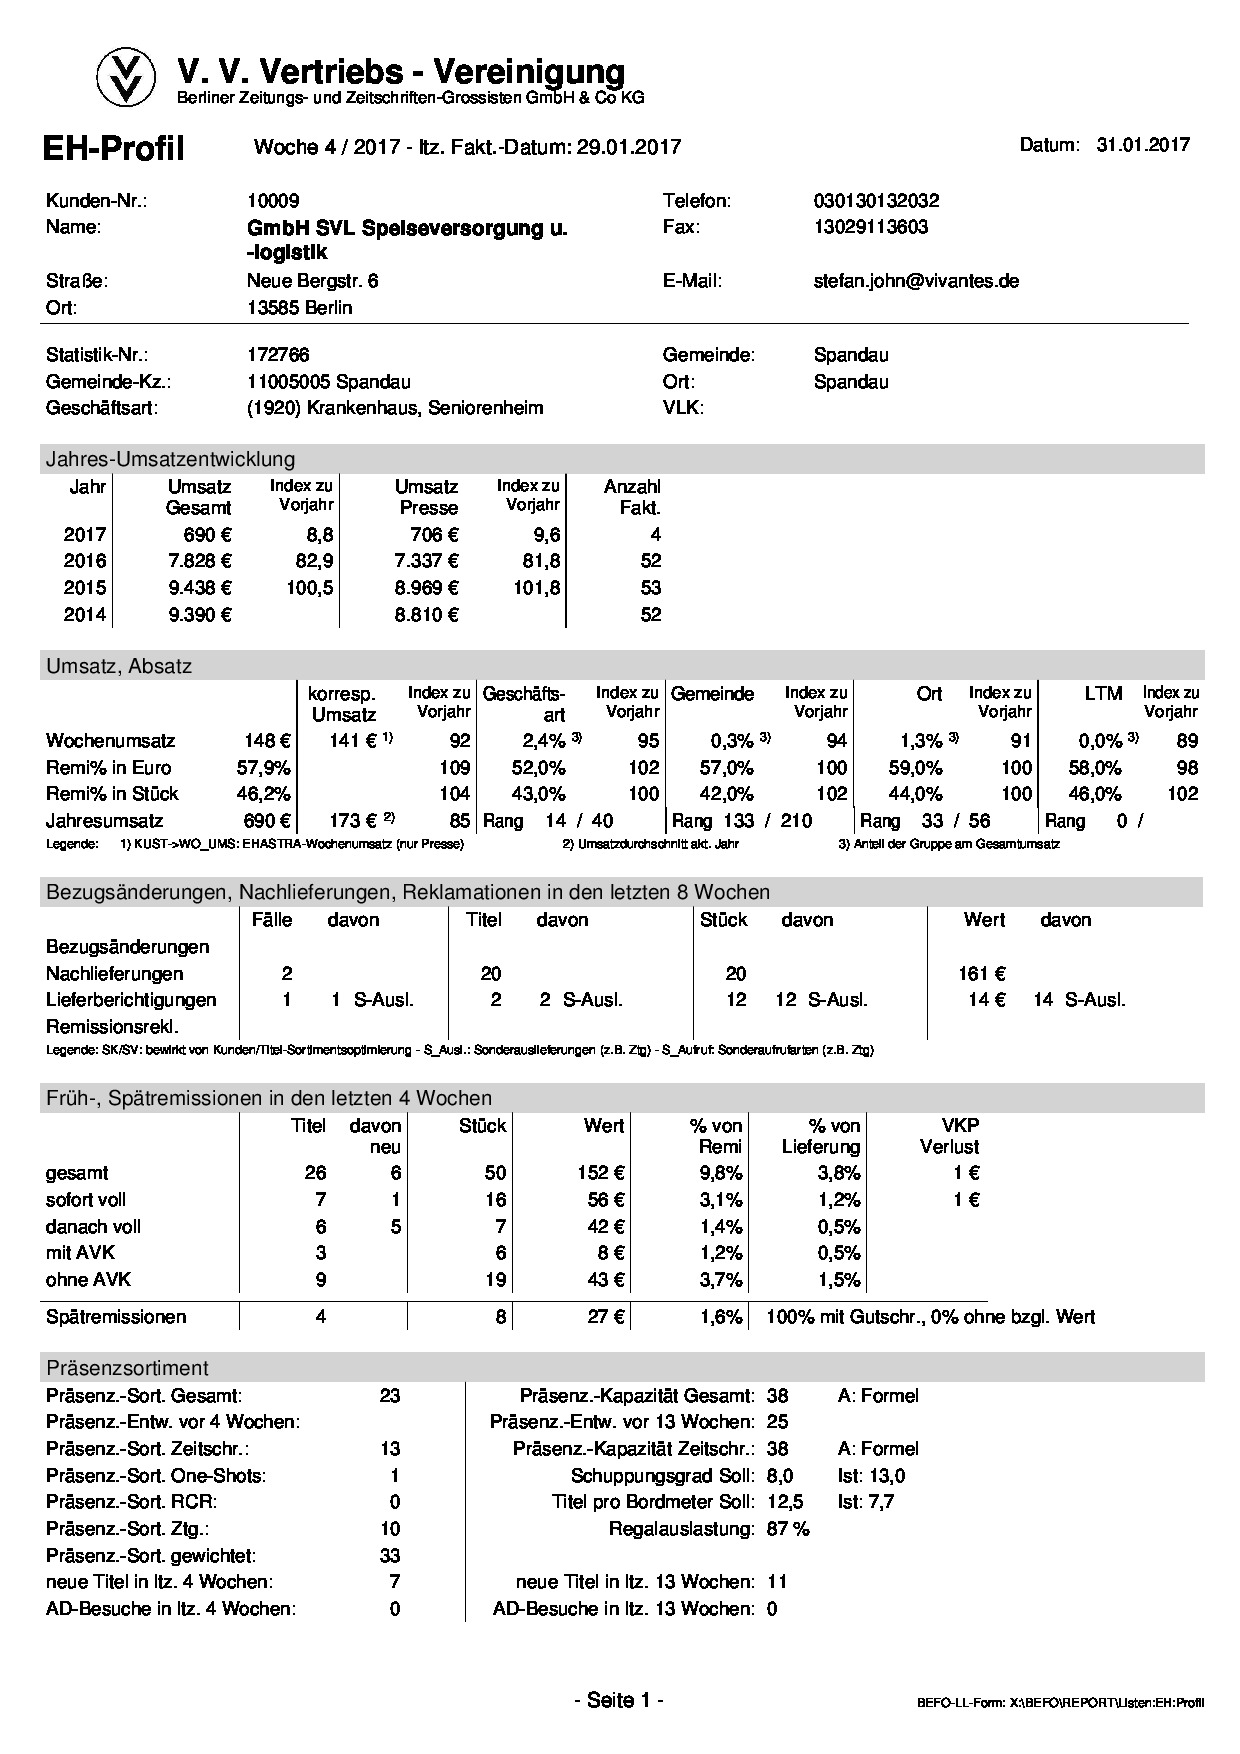 V. V. Vertriebs - Vereinigung
Berliner Zeitungs- und Zeitschriften-Grossisten GmbH & Co KG
EH-Profil Woche 4 / 2017 - ltz. Fakt.-Datum: 29.01.2017 Datum: 31.01.2017
Kunden-Nr.: 10009 Telefon: 030130132032
Name: GmbH SVL Speiseversorgung u. Fax: 13029113603
-logistik
Straße: Neue Bergstr. 6 E-Mail: stefan.john@vivantes.de
Ort: 13585 Berlin
Statistik-Nr.: 172766 Gemeinde: Spandau
Gemeinde-Kz.: 11005005 Spandau Ort: Spandau
Geschäftsart: (1920) Krankenhaus, Seniorenheim VLK:
Jahres-Umsatzentwicklung
Jahr Umsatz Index zu Umsatz Index zu Anzahl
Gesamt Vorjahr Presse Vorjahr Fakt.
2017 690 € 8,8 706 € 9,6 4
2016 7.828 € 82,9 7.337 € 81,8 52
2015 9.438 € 100,5 8.969 € 101,8 53
2014 9.390 € 8.810 € 52
Umsatz, Absatz
korresp. Index zu Geschäfts- Index zu Gemeinde Index zu Ort Index zu LTM Index zu
Umsatz Vorjahr art Vorjahr Vorjahr Vorjahr Vorjahr
Wochenumsatz 148 € 141 € 1) 92 2,4% 3) 95 0,3% 3) 94 1,3% 3) 91 0,0% 3) 89
Remi% in Euro 57,9% 109 52,0% 102 57,0% 100 59,0% 100 58,0% 98
Remi% in Stück 46,2% 104 43,0% 100 42,0% 102 44,0% 100 46,0% 102
Jahresumsatz 690 € 173 € 2) 85 Rang 14 / 40 Rang 133 / 210 Rang 33 / 56 Rang 0 /
Legende: 1) KUST->WO_UMS: EHASTRA-Wochenumsatz (nur Presse) 2) Umsatzdurchschnitt akt. Jahr 3) Anteil der Gruppe am Gesamtumsatz
Bezugsänderungen, Nachlieferungen, Reklamationen in den letzten 8 Wochen
Fälle davon Titel davon Stück davon Wert davon
Bezugsänderungen
Nachlieferungen 2 20 20 161 €
Lieferberichtigungen 1 1 S-Ausl. 2 2 S-Ausl. 12 12 S-Ausl. 14 € 14 S-Ausl.
Remissionsrekl.
Legende: SK/SV: bewirkt von Kunden/Titel-Sortimentsoptimierung - S_Ausl.: Sonderauslieferungen (z.B. Ztg) - S_Aufruf: Sonderaufrufarten (z.B. Ztg)
Früh-, Spätremissionen in den letzten 4 Wochen
Titel davon Stück Wert % von % von VKP
neu Remi Lieferung Verlust
gesamt 26 6 50 152 € 9,8% 3,8% 1 €
sofort voll 7 1 16 56 € 3,1% 1,2% 1 €
danach voll 6 5 7 42 € 1,4% 0,5%
mit AVK 3 6 8 € 1,2% 0,5%
ohne AVK 9 19 43 € 3,7% 1,5%
Spätremissionen 4 8 27 € 1,6% 100% mit Gutschr., 0% ohne bzgl. Wert
Präsenzsortiment
Präsenz.-Sort. Gesamt: 23 Präsenz.-Kapazität Gesamt: 38 A: Formel
Präsenz.-Entw. vor 4 Wochen: Präsenz.-Entw. vor 13 Wochen: 25
Präsenz.-Sort. Zeitschr.: 13 Präsenz.-Kapazität Zeitschr.: 38 A: Formel
Präsenz.-Sort. One-Shots: 1 Schuppungsgrad Soll: 8,0 Ist: 13,0
Präsenz.-Sort. RCR: 0 Titel pro Bordmeter Soll: 12,5 Ist: 7,7
Präsenz.-Sort. Ztg.: 10 Regalauslastung: 87 %
Präsenz.-Sort. gewichtet: 33
neue Titel in ltz. 4 Wochen: 7 neue Titel in ltz. 13 Wochen: 11
AD-Besuche in ltz. 4 Wochen: 0 AD-Besuche in ltz. 13 Wochen: 0
- Seite 1 - BEFO-LL-Form: X:\BEFO\REPORT\Listen:EH:Profil